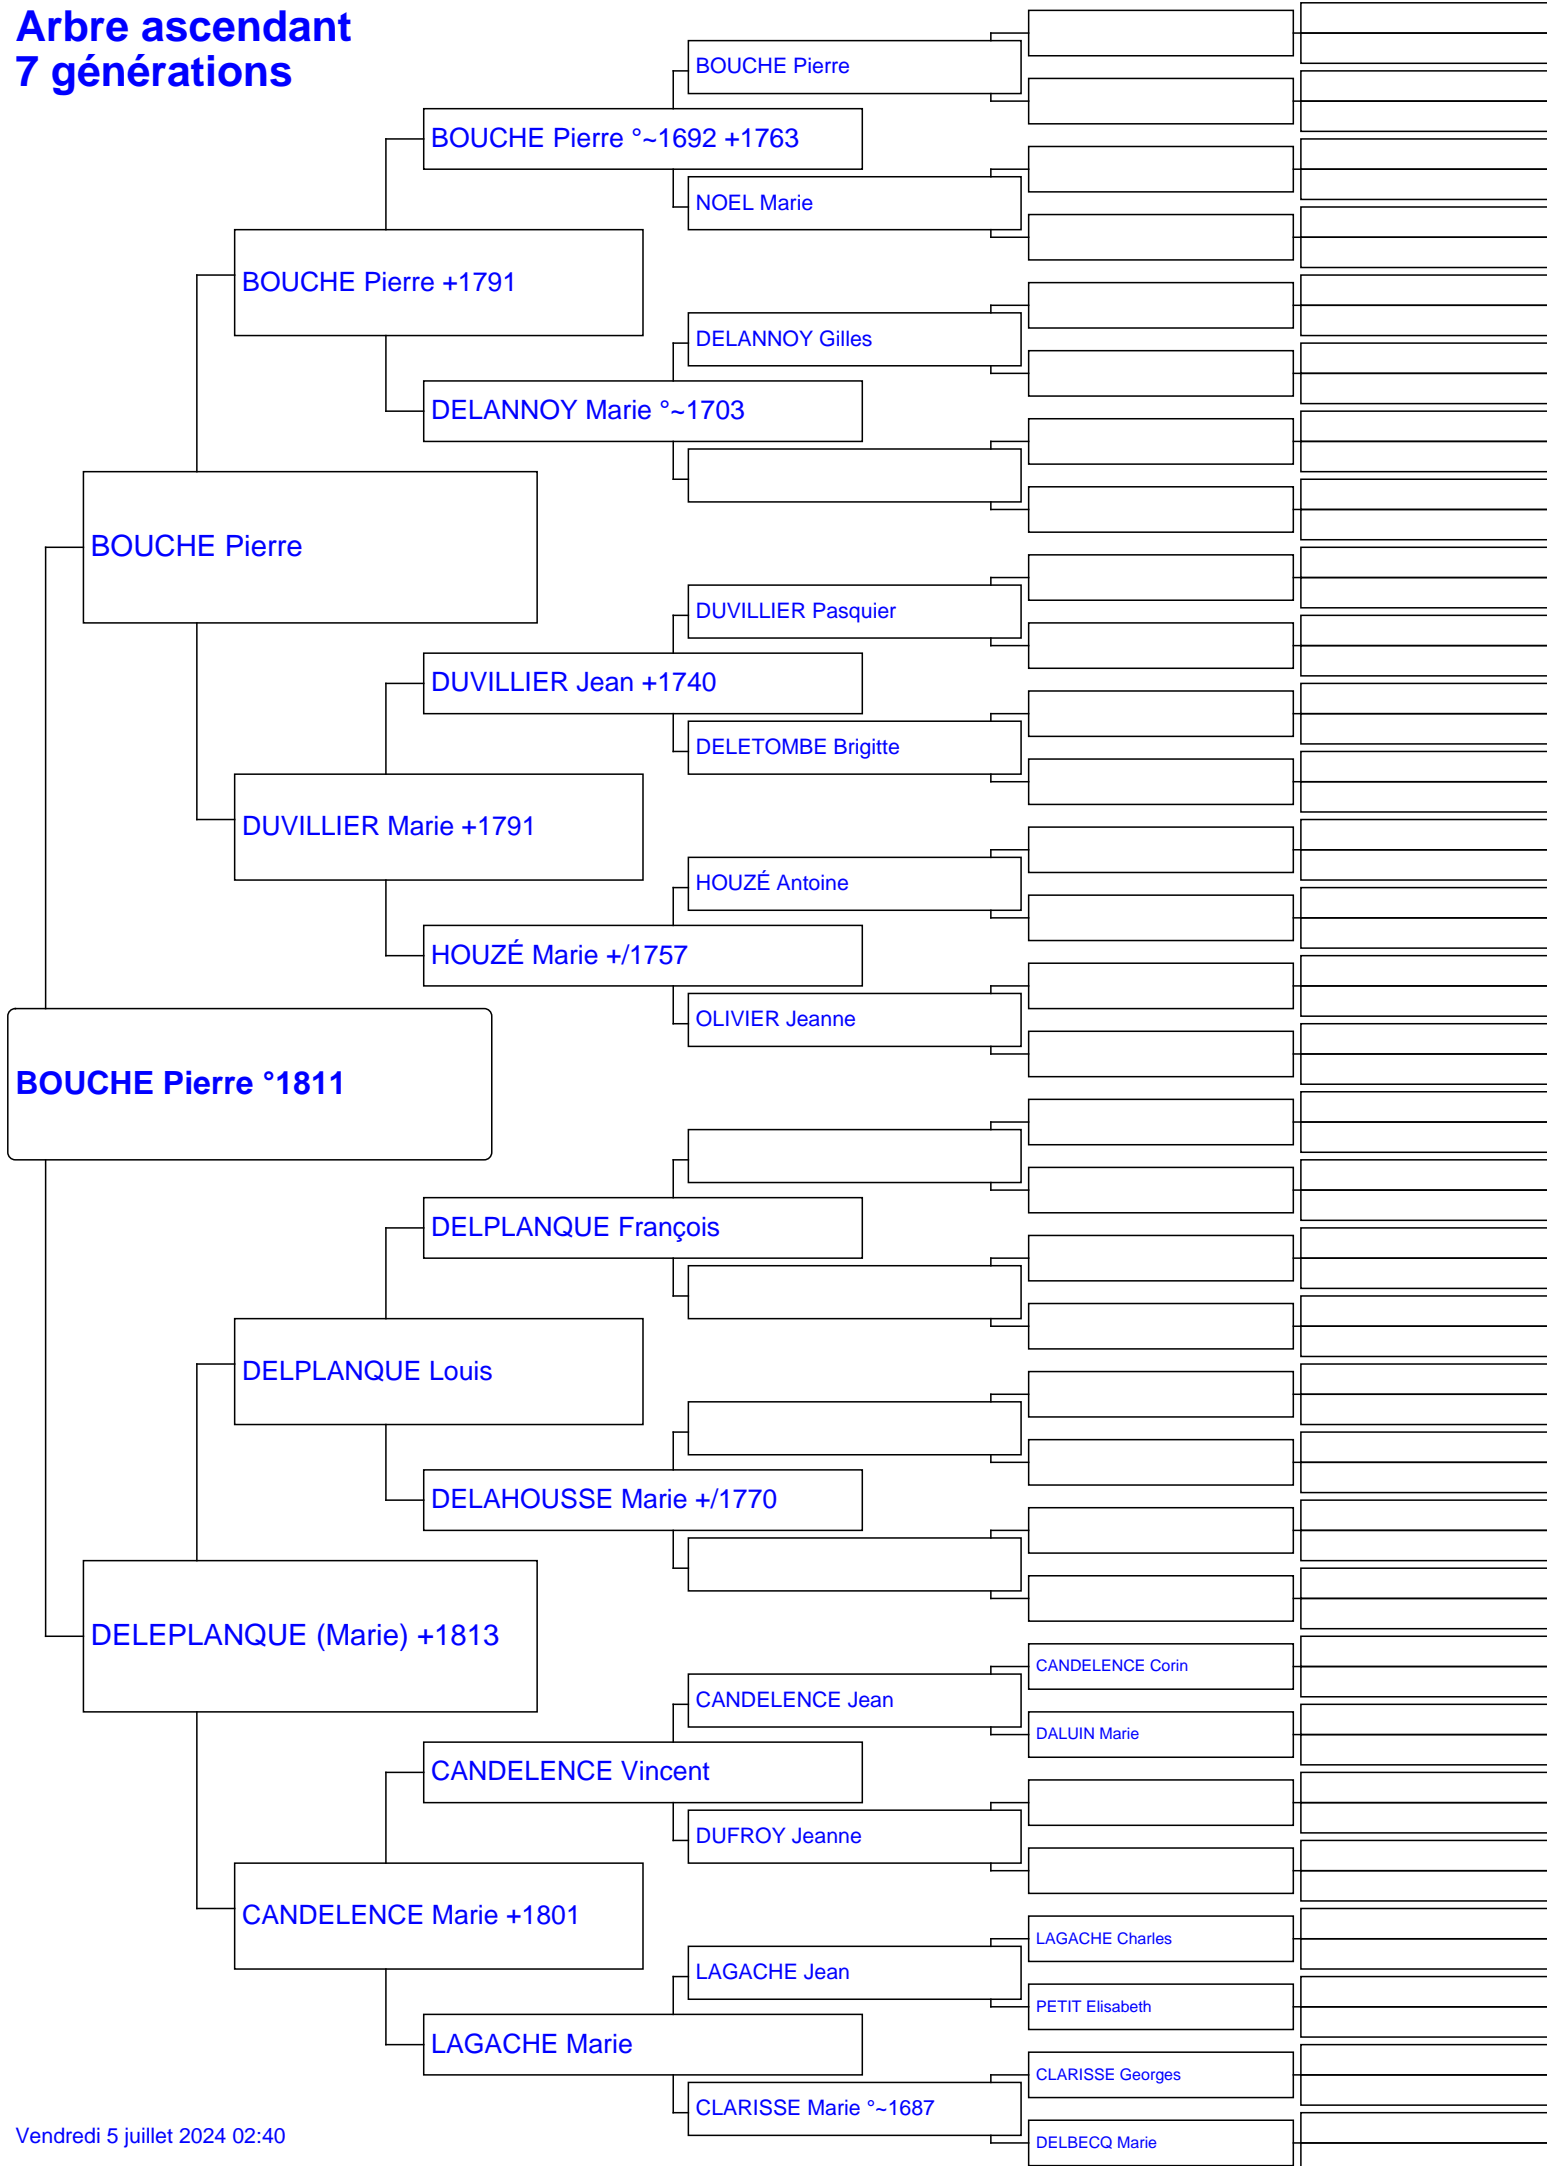 Arbre ascendant
7 générations
BOUCHE Pierre
BOUCHE Pierre °~1692 +1763
NOEL Marie
BOUCHE Pierre +1791
DELANNOY Gilles
DELANNOY Marie °~1703
BOUCHE Pierre
DUVILLIER Pasquier
DUVILLIER Jean +1740
DELETOMBE Brigitte
DUVILLIER Marie +1791
HOUZÉ Antoine
HOUZÉ Marie +/1757
OLIVIER Jeanne
BOUCHE Pierre °1811
DELPLANQUE François
DELPLANQUE Louis
DELAHOUSSE Marie +/1770
DELEPLANQUE (Marie) +1813
CANDELENCE Corin
CANDELENCE Jean
DALUIN Marie
CANDELENCE Vincent
DUFROY Jeanne
CANDELENCE Marie +1801
LAGACHE Charles
LAGACHE Jean
PETIT Elisabeth
LAGACHE Marie
CLARISSE Georges
CLARISSE Marie °~1687
DELBECQ Marie
Vendredi 5 juillet 2024 02:40